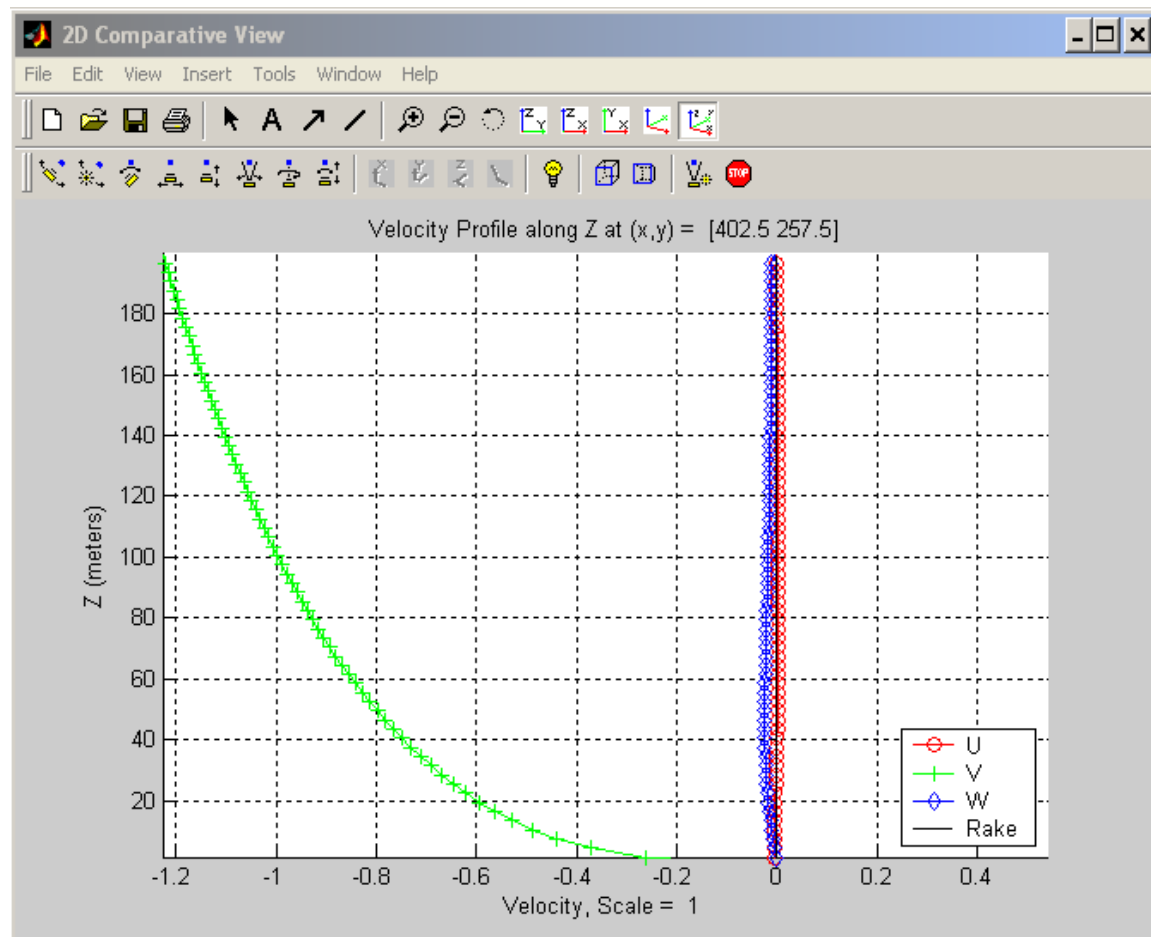 2D Comparative View
File Edit View Insert Tools Window Help
A Z Y Z X Y X Z Y X
X Y Z STOP
Velocity Profile along Z at (x,y) = [402.5 257.5]
180
160
140
120
100
80
60
40
20
Z (meters)
U
V
W
Rake
-1.2 -1 -0.8 -0.6 -0.4 -0.2 0 0.2 0.4
Velocity, Scale = 1